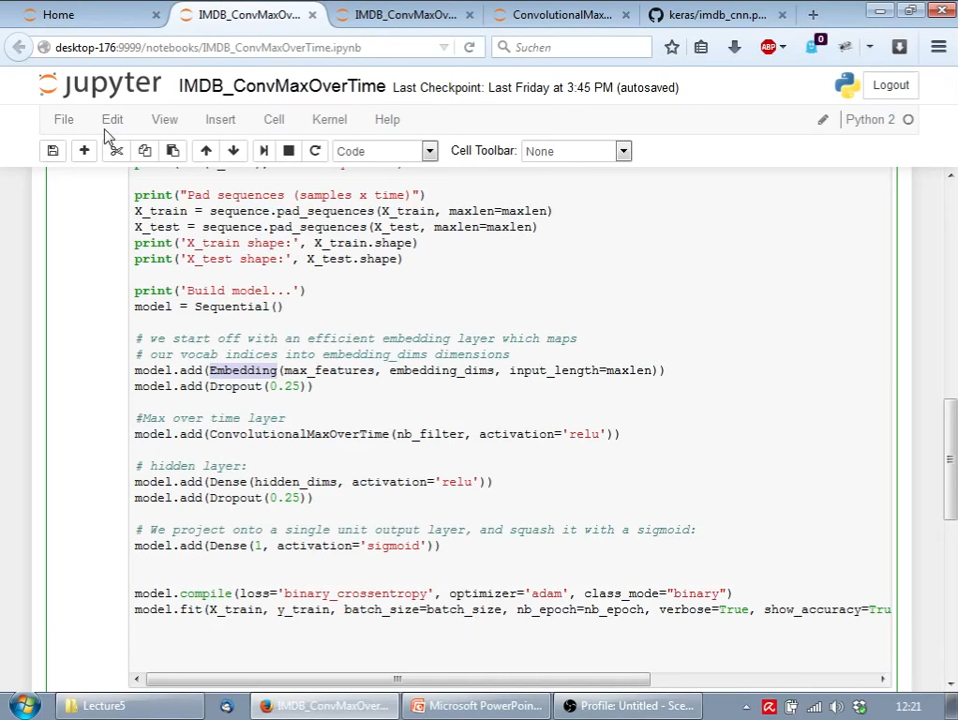 Home
IMDB_ConvMaxOv...
IMDB_ConvMaxOv...
ConvolutionalMax...
keras/imdb_cnn.p...
desktop-176:9999/notebooks/IMDB_ConvMaxOverTime.ipynb
Suchen
ABP
0
jupyter IMDB_ConvMaxOverTime Last Checkpoint: Last Friday at 3:45 PM (autosaved)
Logout
File Edit View Insert Cell Kernel Help
Python 2
Code
Cell Toolbar: None
print("Pad sequences (samples x time)")
X_train = sequence.pad_sequences(X_train, maxlen=maxlen)
X_test = sequence.pad_sequences(X_test, maxlen=maxlen)
print('X_train shape:', X_train.shape)
print('X_test shape:', X_test.shape)
print('Build model...')
model = Sequential()
# we start off with an efficient embedding layer which maps
# our vocab indices into embedding_dims dimensions
model.add(Embedding(max_features, embedding_dims, input_length=maxlen))
model.add(Dropout(0.25))
#Max over time layer
model.add(ConvolutionalMaxOverTime(nb_filter, activation='relu'))
# hidden layer:
model.add(Dense(hidden_dims, activation='relu'))
model.add(Dropout(0.25))
# We project onto a single unit output layer, and squash it with a sigmoid:
model.add(Dense(1, activation='sigmoid'))
model.compile(loss='binary_crossentropy', optimizer='adam', class_mode="binary")
model.fit(X_train, y_train, batch_size=batch_size, nb_epoch=nb_epoch, verbose=True, show_accuracy=Tru
Lecture5
IMDB_ConvMaxOverTi...
Microsoft PowerPoin...
Profile: Untitled - Sce...
12:21